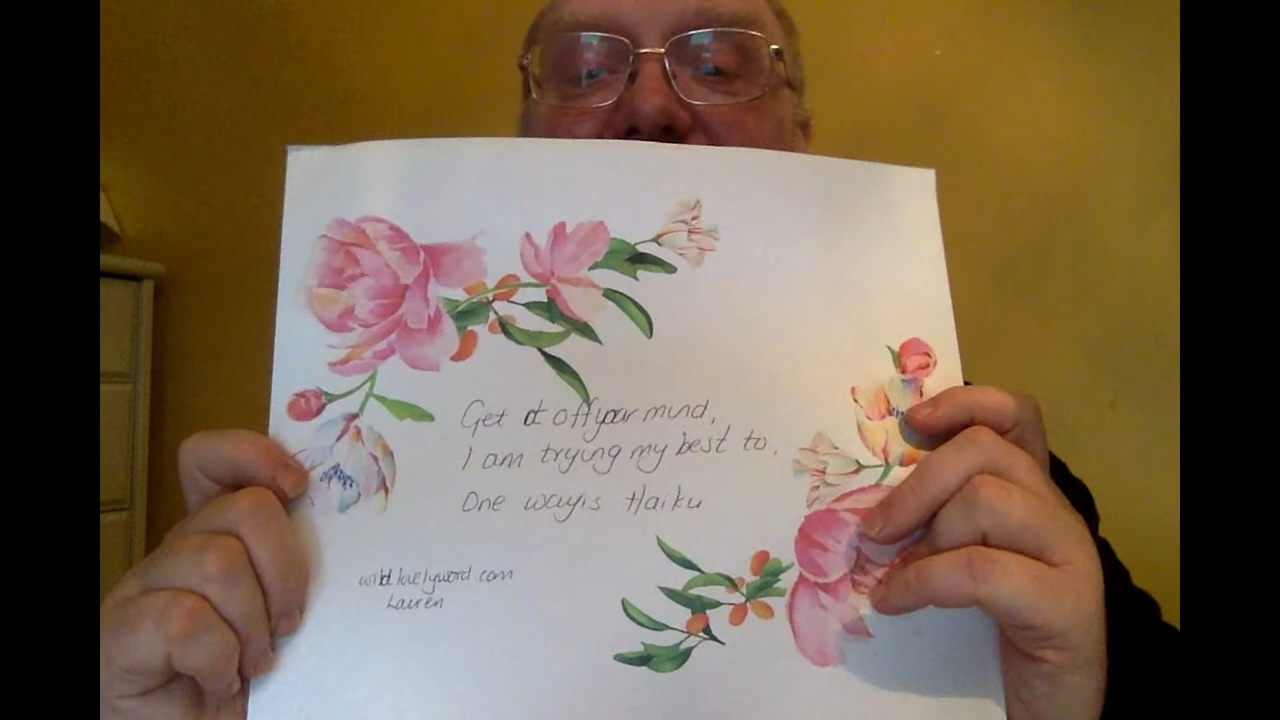 Get it off your mind,
I am trying my best to,
One way is Haiku
wildlovelyword.com
Lauren